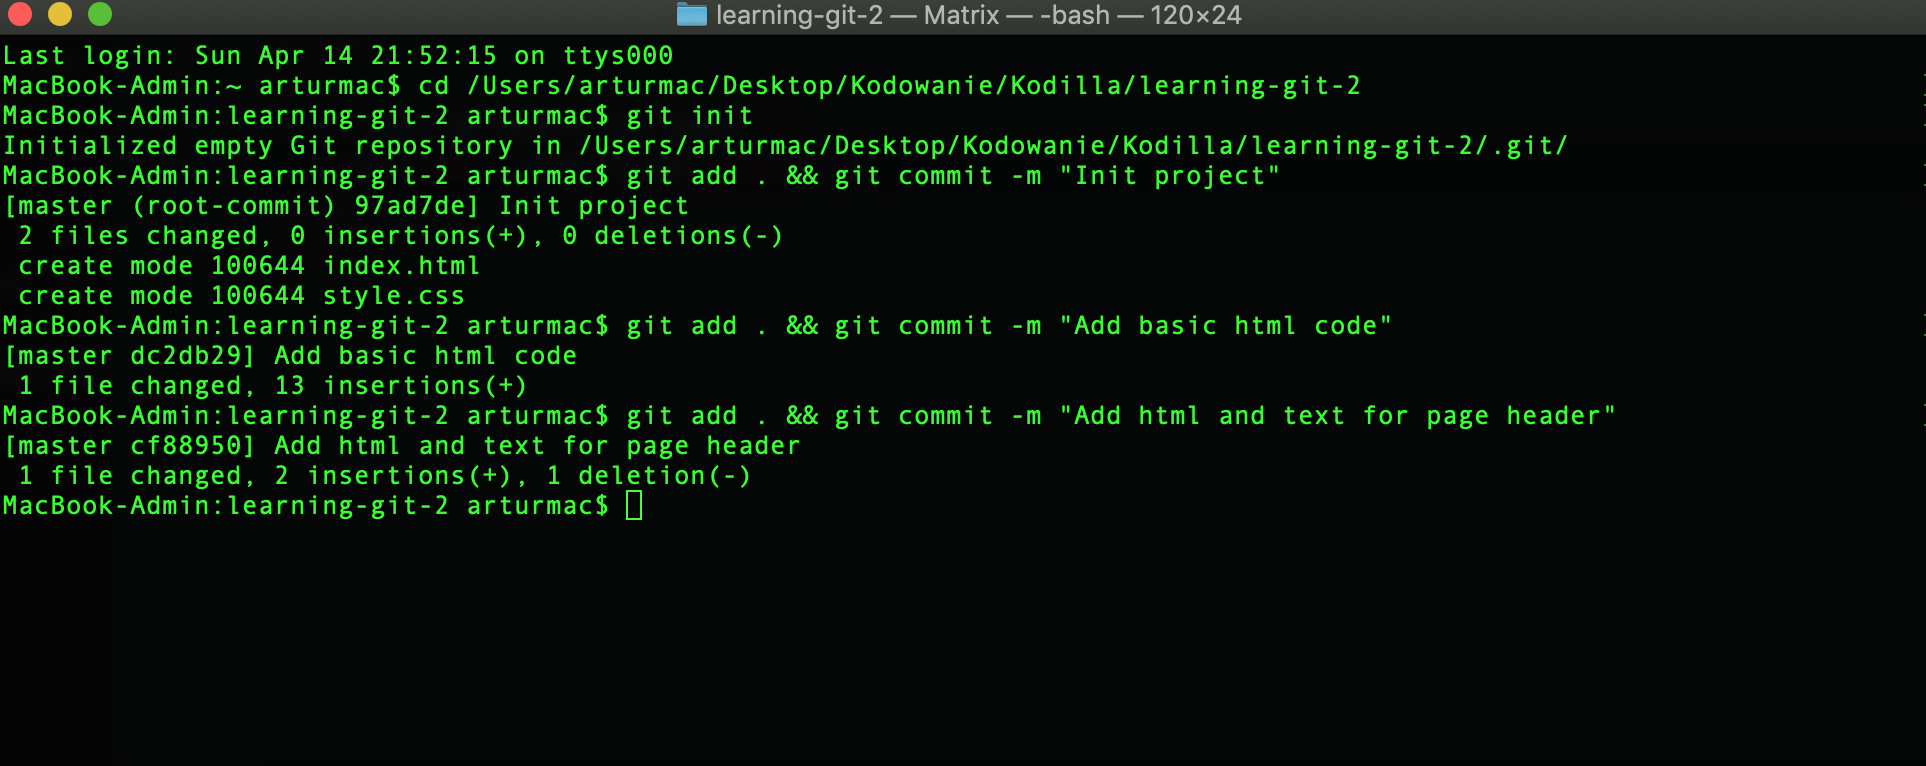 learning-git-2 — Matrix — -bash — 120×24
Last login: Sun Apr 14 21:52:15 on ttys000
MacBook-Admin:~ arturmac$ cd /Users/arturmac/Desktop/Kodowanie/Kodilla/learning-git-2
MacBook-Admin:learning-git-2 arturmac$ git init
Initialized empty Git repository in /Users/arturmac/Desktop/Kodowanie/Kodilla/learning-git-2/.git/
MacBook-Admin:learning-git-2 arturmac$ git add . && git commit -m "Init project"
[master (root-commit) 97ad7de] Init project
 2 files changed, 0 insertions(+), 0 deletions(-)
 create mode 100644 index.html
 create mode 100644 style.css
MacBook-Admin:learning-git-2 arturmac$ git add . && git commit -m "Add basic html code"
[master dc2db29] Add basic html code
 1 file changed, 13 insertions(+)
MacBook-Admin:learning-git-2 arturmac$ git add . && git commit -m "Add html and text for page header"
[master cf88950] Add html and text for page header
 1 file changed, 2 insertions(+), 1 deletion(-)
MacBook-Admin:learning-git-2 arturmac$